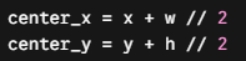 center_x = x + w // 2
center_y = y + h // 2